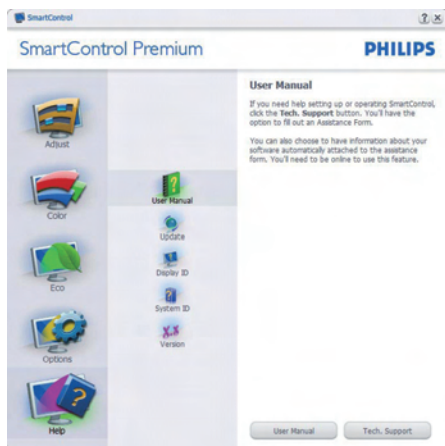 SmartControl
SmartControl Premium
PHILIPS
Adjust
Color
Eco
Options
Help
User Manual
Update
Display ID
System ID
Version
User Manual
If you need help setting up or operating SmartControl,
click the Tech. Support button. You'll have the
option to fill out an Assistance Form.
You can also choose to have information about your
software automatically attached to the assistance
form. You'll need to be online to use this feature.
User Manual
Tech. Support